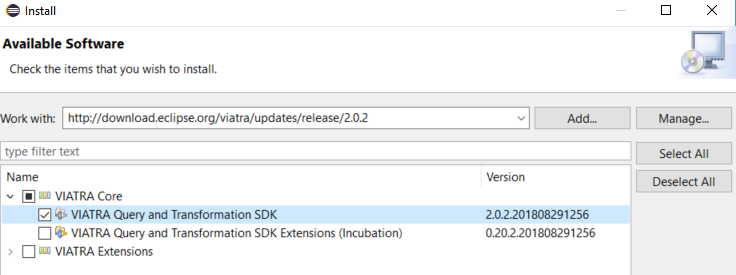 Install
Available Software
Check the items that you wish to install.
Work with: http://download.eclipse.org/viatra/updates/release/2.0.2 Add... Manage...
type filter text Select All
Name Version Deselect All
VIATRA Core
VIATRA Query and Transformation SDK 2.0.2.201808291256
VIATRA Query and Transformation SDK Extensions (Incubation) 0.20.2.201808291256
VIATRA Extensions